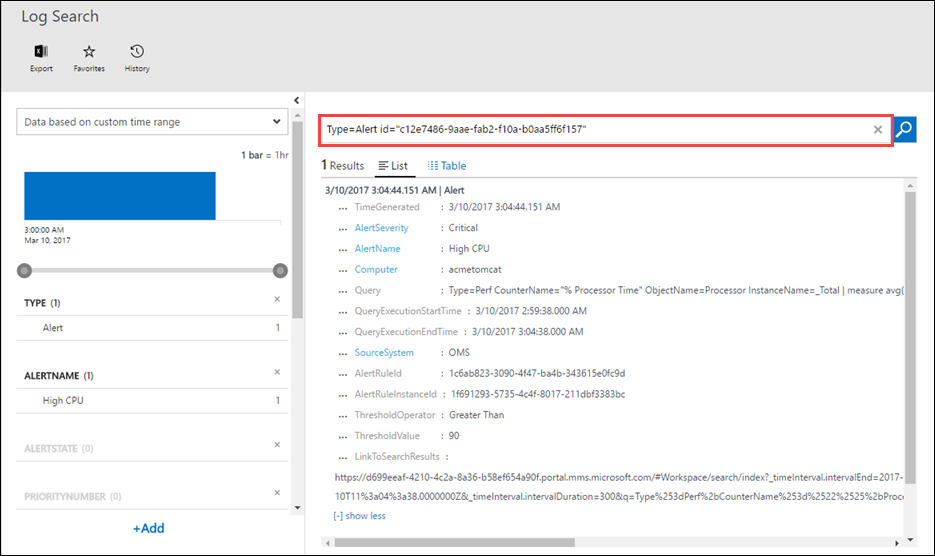 Log Search
Export
Favorites
History
Data based on custom time range
1 bar = 1hr
3:00:00 AM
Mar 10, 2017
TYPE (1)
Alert 1
ALERTNAME (1)
High CPU 1
ALERTSTATE (0)
PRIORITYNUMBER (0)
+Add
Type=Alert id="c12e7486-9aae-fab2-f10a-b0aa5ff6f157"
1 Results List Table
3/10/2017 3:04:44.151 AM | Alert
... TimeGenerated : 3/10/2017 3:04:44.151 AM
... AlertSeverity : Critical
... AlertName : High CPU
... Computer : acmetomcat
... Query : Type=Perf CounterName="% Processor Time" ObjectName=Processor InstanceName=_Total | measure avg(
... QueryExecutionStartTime : 3/10/2017 2:59:38.000 AM
... QueryExecutionEndTime : 3/10/2017 3:04:38.000 AM
... SourceSystem : OMS
... AlertRuleId : 1c6ab823-3090-4f47-ba4b-343615e0fc9d
... AlertRuleInstanceId : 1f691293-5735-4c4f-8017-211dbf3383bc
... ThresholdOperator : Greater Than
... ThresholdValue : 90
... LinkToSearchResults :
https://d699eeaf-4210-4c2a-8a36-b58ef654a90f.portal.mms.microsoft.com/#Workspace/search/index?_timeInterval.intervalEnd=2017-
10T11%3a04%3a38.0000000Z&_timeInterval.intervalDuration=300&q=Type%253dPerf%2bCounterName%253d%2522%2525%2bProce
[-] show less